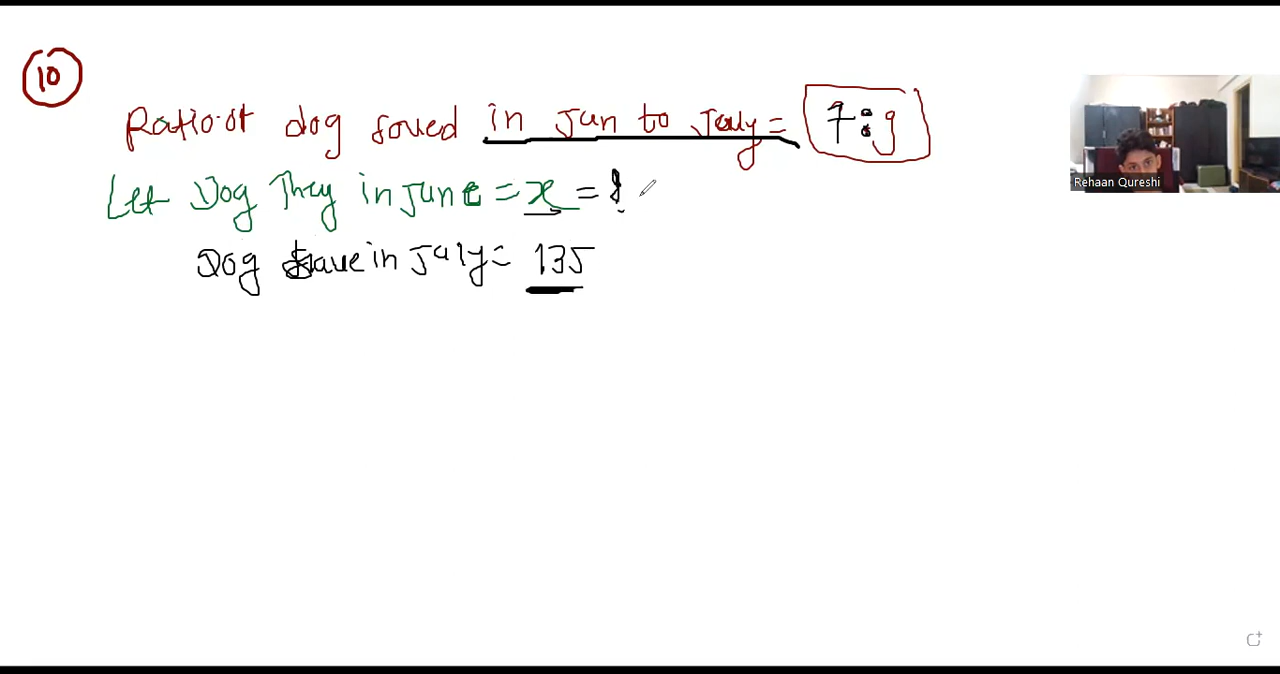 10
Ratio of dog saved in Jun to July = 7:9
Let Dog They in June = x = ?
Dog save in July = 135
Rehaan Qureshi